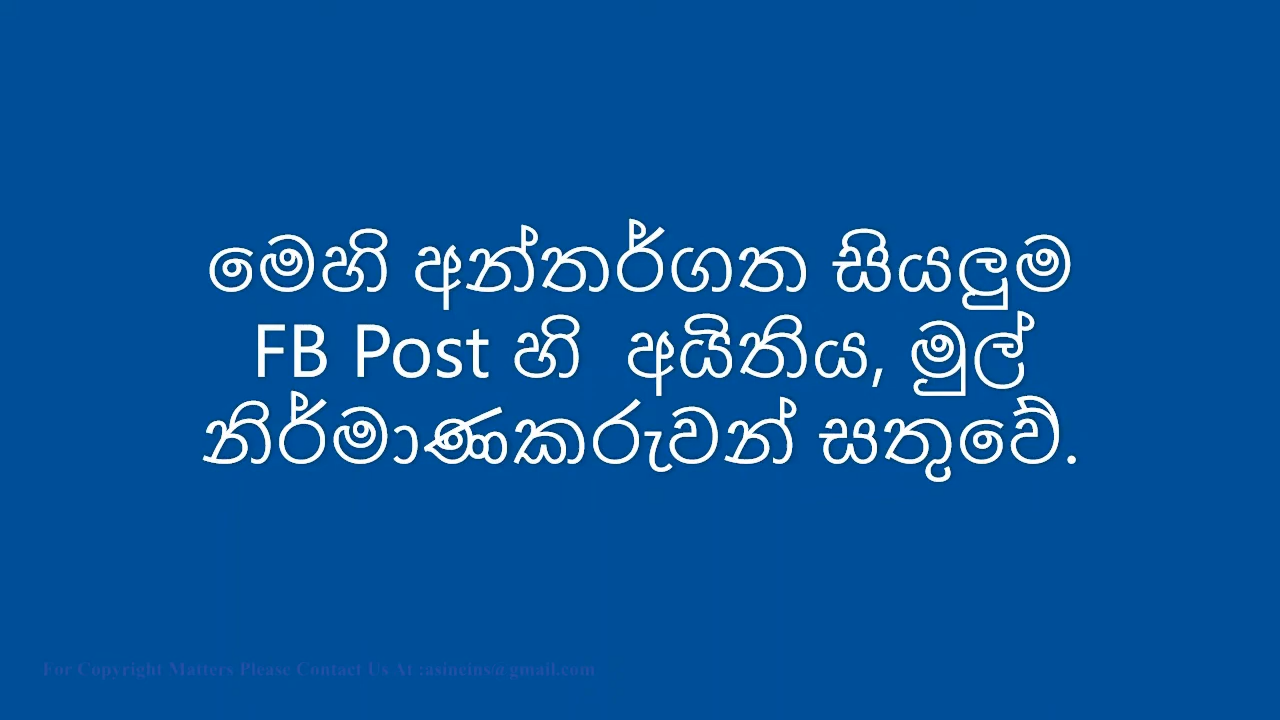 මෙහි අන්තර්ගත සියලුම
FB Post හි අයිතිය, මුල්
නිර්මාණකරුවන් සතුවේ.
For Copyright Matters Please Contact Us At :asincins@gmail.com